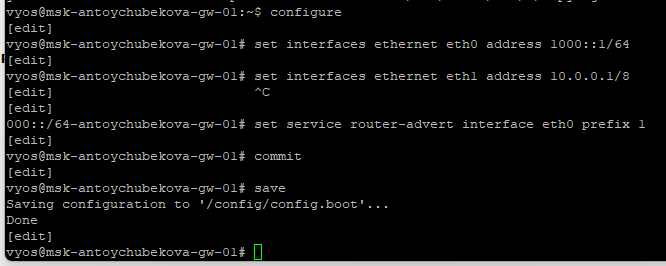 vyos@msk-antoychubekova-gw-01:~$ configure
[edit]
vyos@msk-antoychubekova-gw-01# set interfaces ethernet eth0 address 1000::1/64
[edit]
vyos@msk-antoychubekova-gw-01# set interfaces ethernet eth1 address 10.0.0.1/8
[edit] ^C
[edit]
000::/64-antoychubekova-gw-01# set service router-advert interface eth0 prefix 1
[edit]
vyos@msk-antoychubekova-gw-01# commit
[edit]
vyos@msk-antoychubekova-gw-01# save
Saving configuration to '/config/config.boot'...
Done
[edit]
vyos@msk-antoychubekova-gw-01#